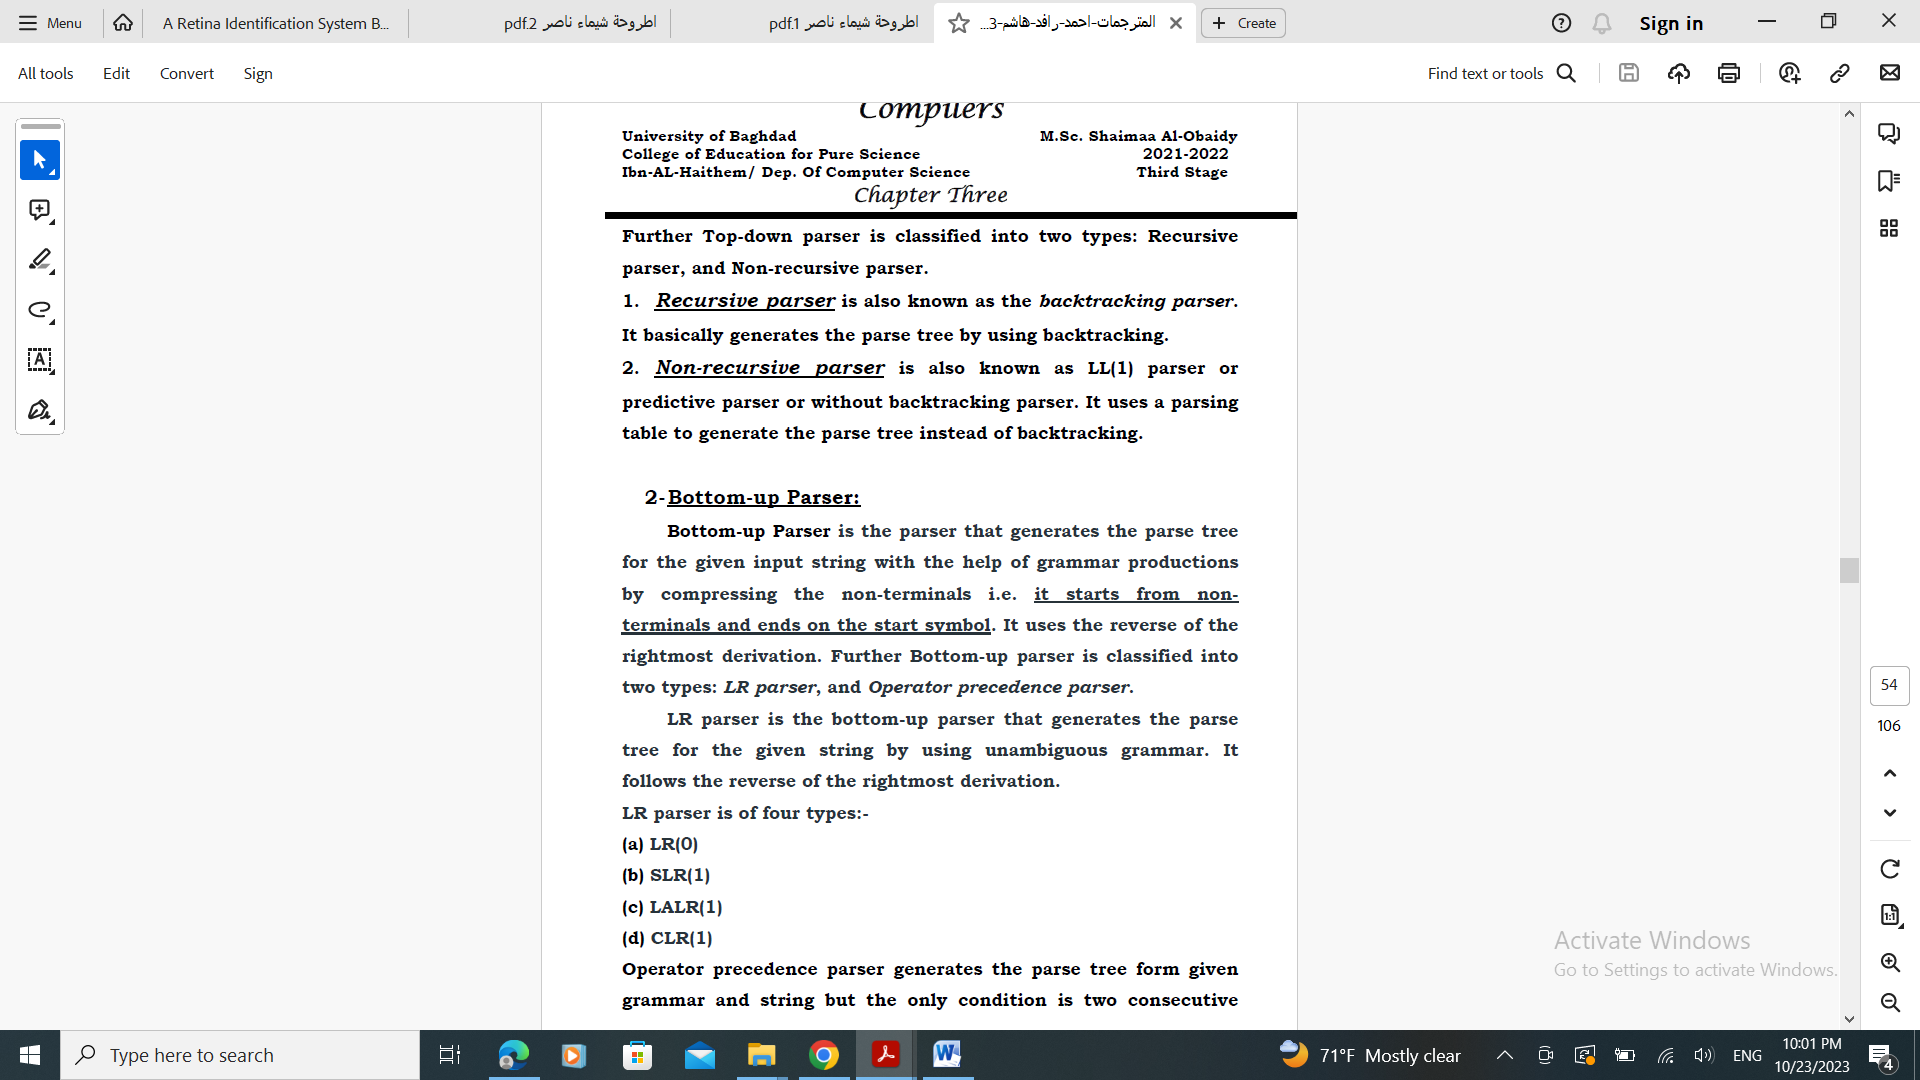 Menu
A Retina Identification System B...
اطروحة شيماء ناصر 2.pdf
اطروحة شيماء ناصر 1.pdf
المترجمات-احمد-رافد-هاشم-3...
Create
Sign in
All tools
Edit
Convert
Sign
Find text or tools
Compilers
University of Baghdad
M.Sc. Shaimaa Al-Obaidy
College of Education for Pure Science
2021-2022
Ibn-AL-Haithem/ Dep. Of Computer Science
Third Stage
Chapter Three
Further Top-down parser is classified into two types: Recursive
parser, and Non-recursive parser.
1. Recursive parser is also known as the backtracking parser.
It basically generates the parse tree by using backtracking.
2. Non-recursive parser is also known as LL(1) parser or
predictive parser or without backtracking parser. It uses a parsing
table to generate the parse tree instead of backtracking.
2-Bottom-up Parser:
Bottom-up Parser is the parser that generates the parse tree
for the given input string with the help of grammar productions
by compressing the non-terminals i.e. it starts from non-
terminals and ends on the start symbol. It uses the reverse of the
rightmost derivation. Further Bottom-up parser is classified into
two types: LR parser, and Operator precedence parser.
LR parser is the bottom-up parser that generates the parse
tree for the given string by using unambiguous grammar. It
follows the reverse of the rightmost derivation.
LR parser is of four types:-
(a) LR(0)
(b) SLR(1)
(c) LALR(1)
(d) CLR(1)
Operator precedence parser generates the parse tree form given
grammar and string but the only condition is two consecutive
54
106
1:1
Activate Windows
Go to Settings to activate Windows.
Type here to search
71°F Mostly clear
ENG
10:01 PM
10/23/2023
4